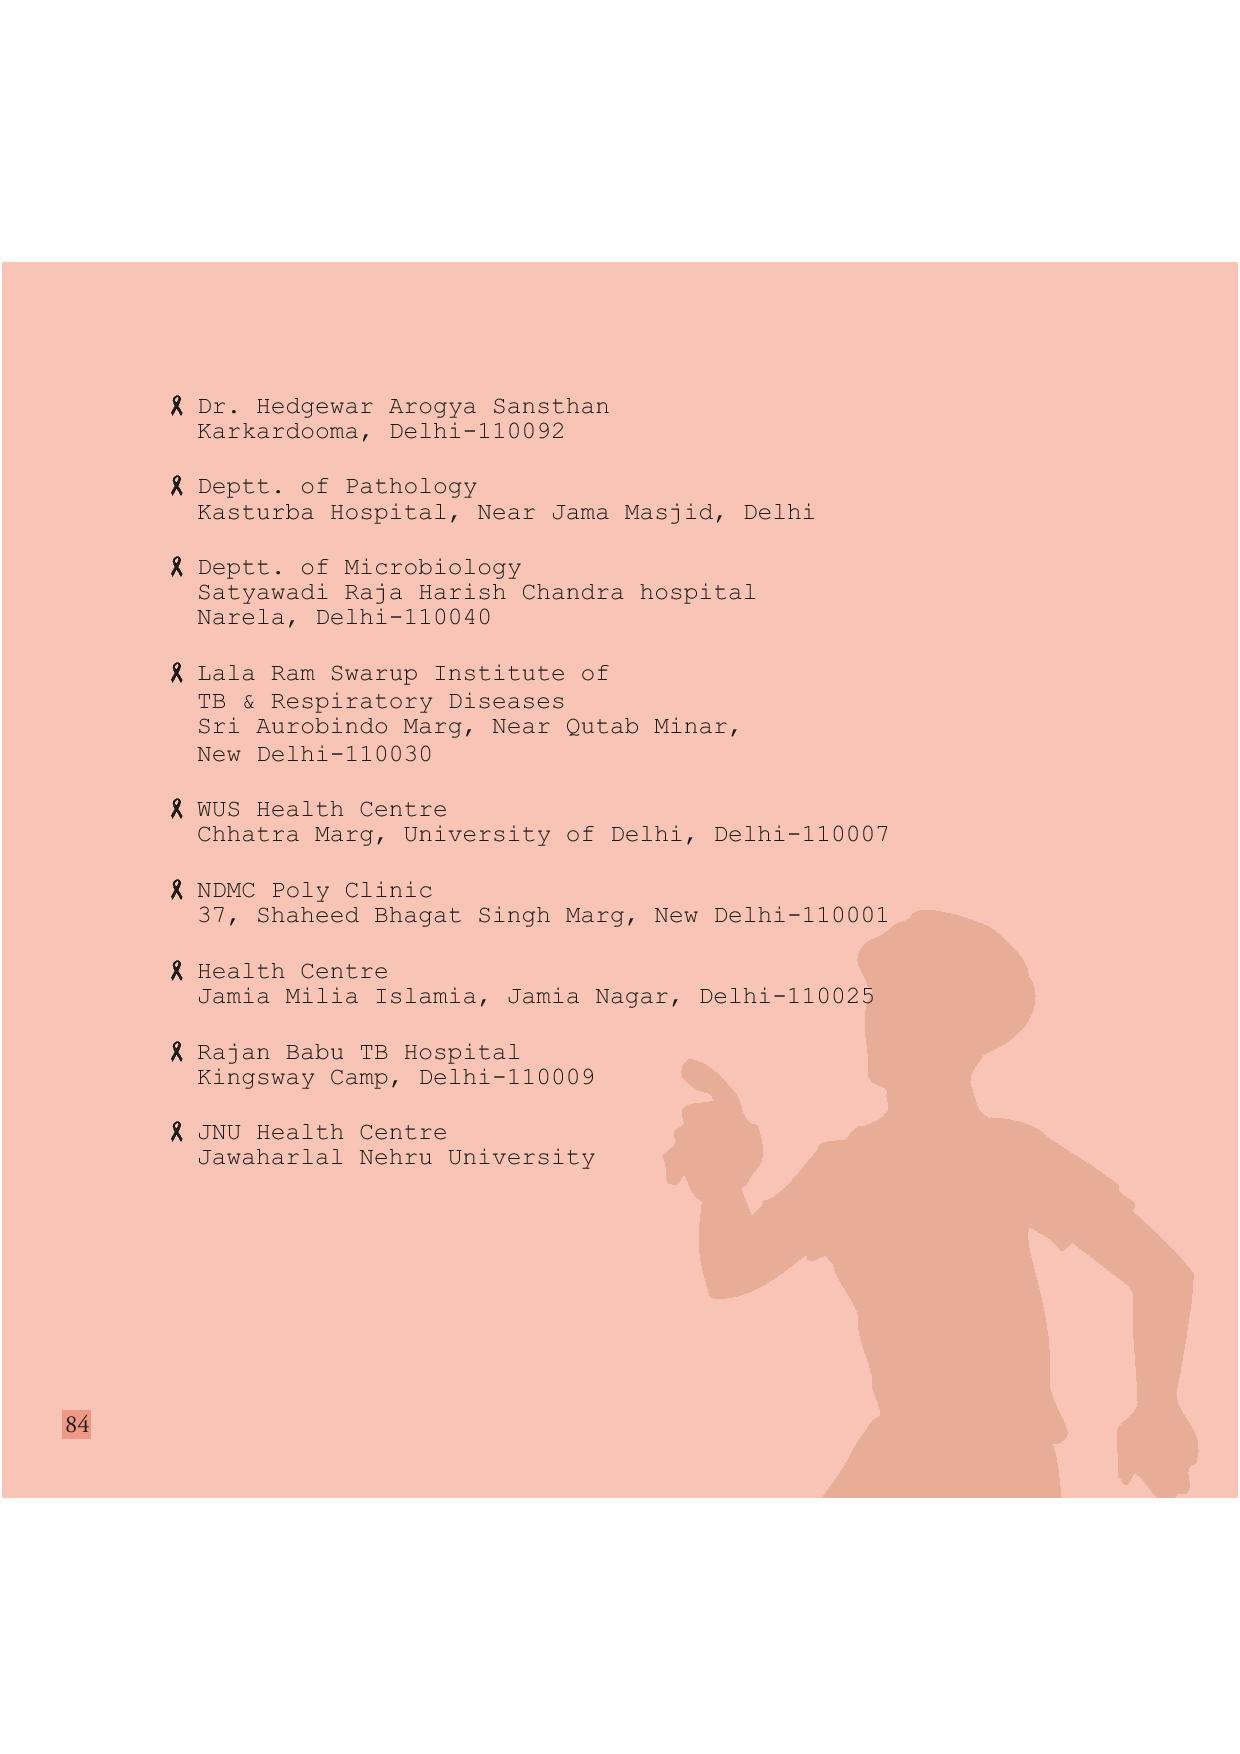 Dr. Hedgewar Arogya Sansthan
Karkardooma, Delhi-110092
Deptt. of Pathology
Kasturba Hospital, Near Jama Masjid, Delhi
Deptt. of Microbiology
Satyawadi Raja Harish Chandra hospital
Narela, Delhi-110040
Lala Ram Swarup Institute of
TB & Respiratory Diseases
Sri Aurobindo Marg, Near Qutab Minar,
New Delhi-110030
WUS Health Centre
Chhatra Marg, University of Delhi, Delhi-110007
NDMC Poly Clinic
37, Shaheed Bhagat Singh Marg, New Delhi-110001
Health Centre
Jamia Milia Islamia, Jamia Nagar, Delhi-110025
Rajan Babu TB Hospital
Kingsway Camp, Delhi-110009
JNU Health Centre
Jawaharlal Nehru University
84